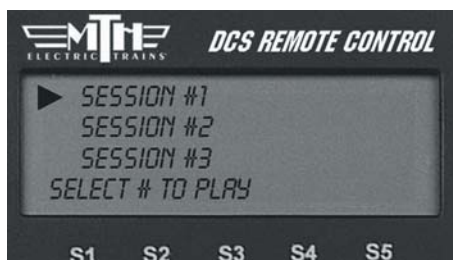 MTH
ELECTRIC TRAINS
DCS REMOTE CONTROL
SESSION #1
SESSION #2
SESSION #3
SELECT # TO PLAY
S1 S2 S3 S4 S5